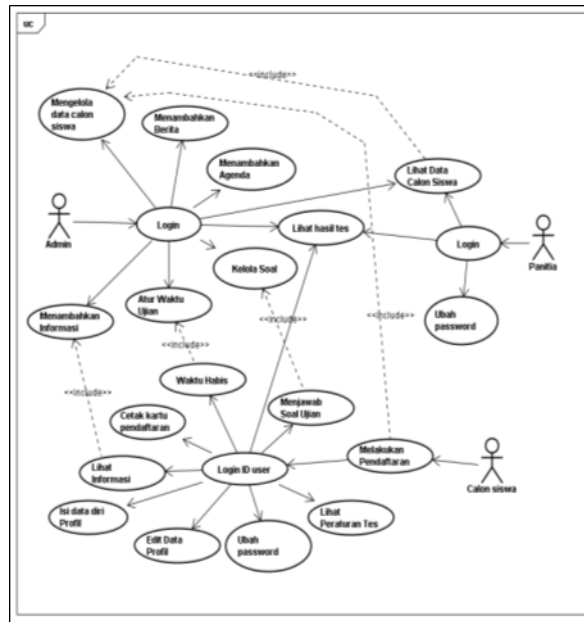 uc
<<include>>
Mengelola
data calon
siswa
Menambahkan
Berita
Menambahkan
Agenda
Lihat Data
Calon Siswa
Admin
Login
Lihat hasil tes
Login
Panitia
Kelola Soal
Menambahkan
Informasi
Atur Waktu
Ujian
Ubah
password
<<include>>
<<include>>
<<include>>
<<include>>
Waktu Habis
Menjawab
Soal Ujian
Cetak kartu
pendaftaran
Melakukan
Pendaftaran
Calon siswa
Lihat
Informasi
Login ID user
Isi data diri
Profil
Edit Data
Profil
Ubah
password
Lihat
Peraturan Tes